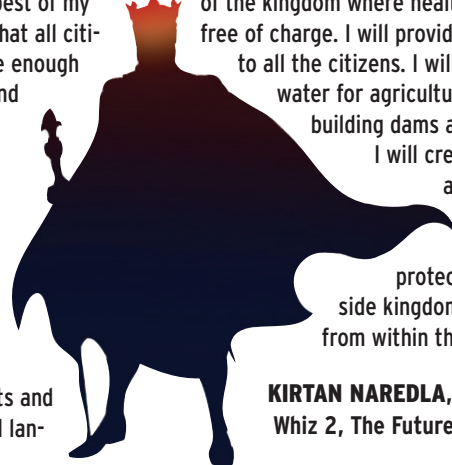 best of my
hat all citi-
e enough
nd
ts and
l lan-
of the kingdom where healt
free of charge. I will provid
to all the citizens. I wil
water for agricultu
building dams a
I will cre
a
protec
side kingdom
from within th
KIRTAN NAREDLA,
Whiz 2, The Future